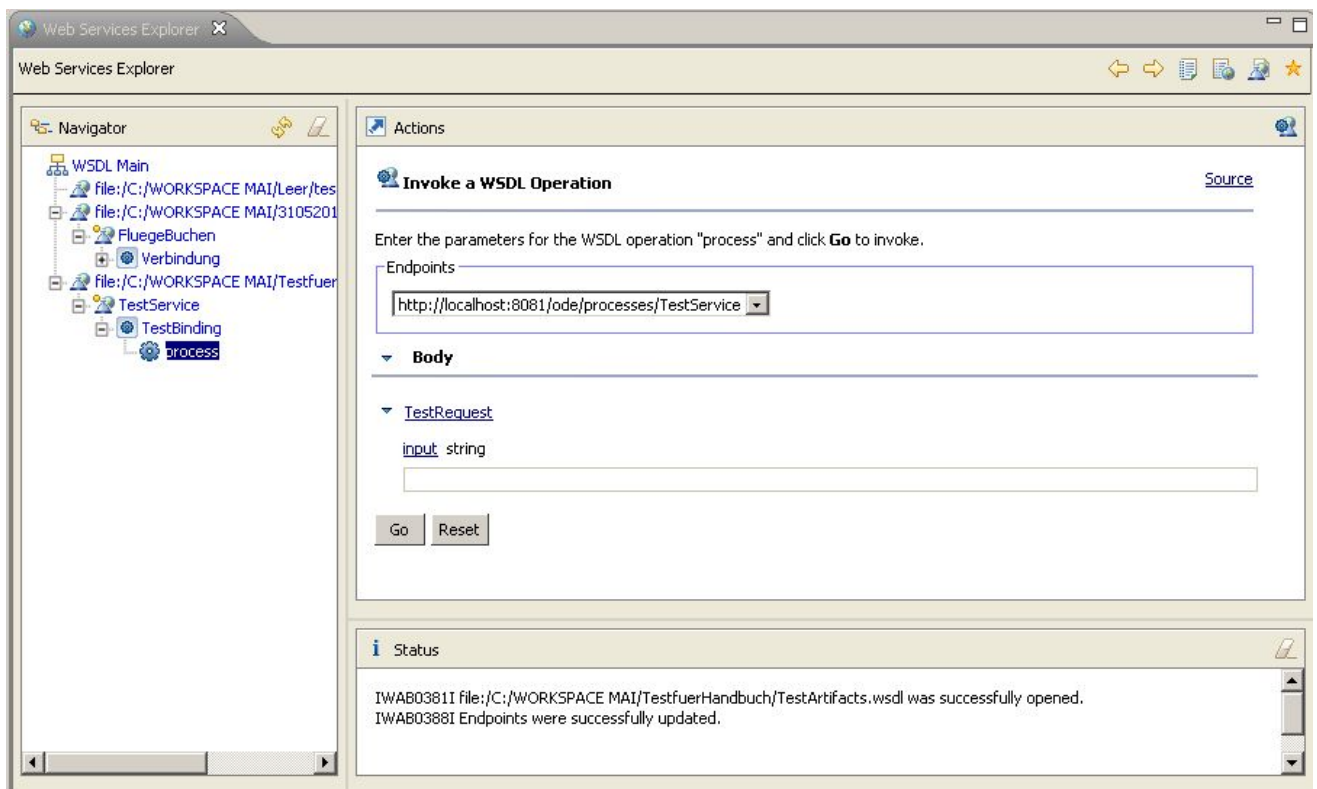 Web Services Explorer
Web Services Explorer
Navigator
WSDL Main
file:/C:/WORKSPACE MAI/Leer/tes
file:/C:/WORKSPACE MAI/3105201
FluegeBuchen
Verbindung
file:/C:/WORKSPACE MAI/Testfuer
TestService
TestBinding
process
Actions
Invoke a WSDL Operation
Source
Enter the parameters for the WSDL operation "process" and click Go to invoke.
Endpoints
http://localhost:8081/ode/processes/TestService
Body
TestRequest
input string
Go Reset
i Status
IWAB0381I file:/C:/WORKSPACE MAI/TestfuerHandbuch/TestArtifacts.wsdl was successfully opened.
IWAB0388I Endpoints were successfully updated.